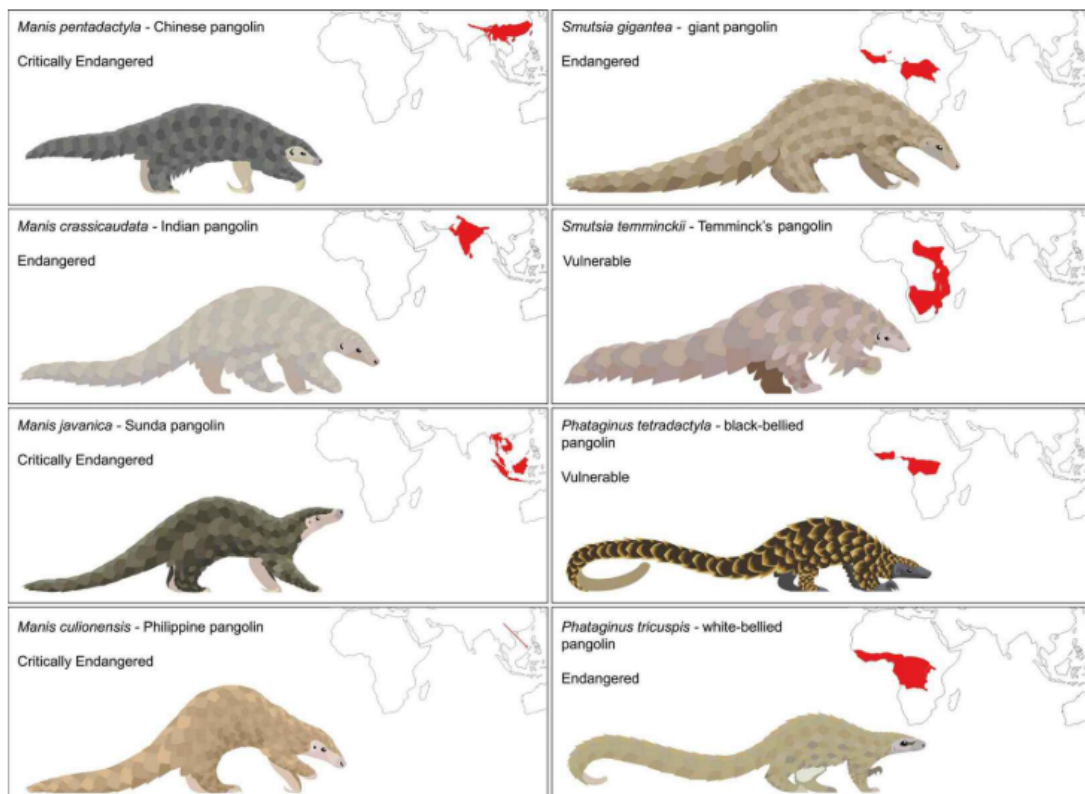 Manis pentadactyla - Chinese pangolin
Critically Endangered
Smutsia gigantea - giant pangolin
Endangered
Manis crassicaudata - Indian pangolin
Endangered
Smutsia temminckii - Temminck's pangolin
Vulnerable
Manis javanica - Sunda pangolin
Critically Endangered
Phataginus tetradactyla - black-bellied
pangolin
Vulnerable
Manis culionensis - Philippine pangolin
Critically Endangered
Phataginus tricuspis - white-bellied
pangolin
Endangered